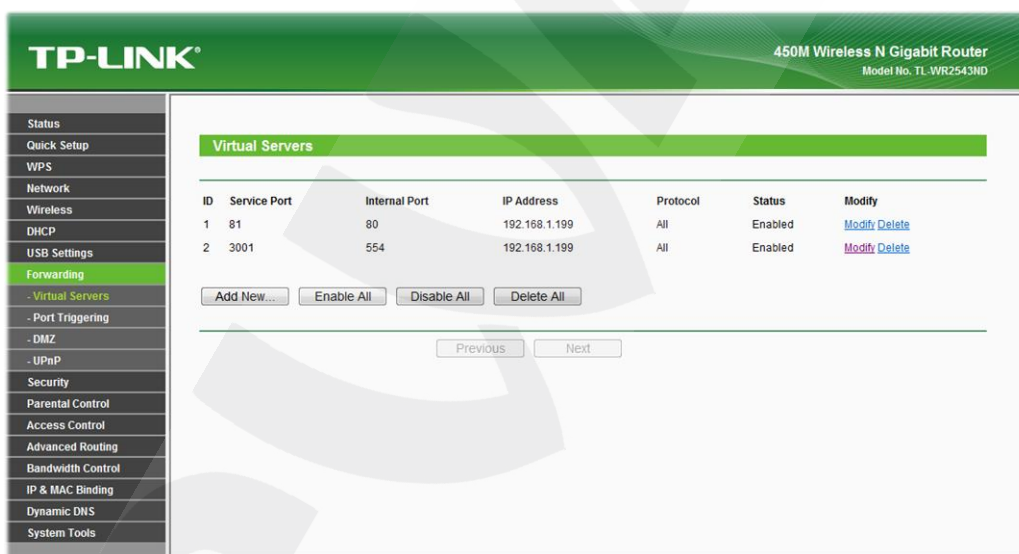 TP-LINK®
450M Wireless N Gigabit Router
Model No. TL-WR2543ND
Status
Quick Setup
WPS
Network
Wireless
DHCP
USB Settings
Forwarding
- Virtual Servers
- Port Triggering
- DMZ
- UPnP
Security
Parental Control
Access Control
Advanced Routing
Bandwidth Control
IP & MAC Binding
Dynamic DNS
System Tools
Virtual Servers
ID Service Port Internal Port IP Address Protocol Status Modify
1 81 80 192.168.1.199 All Enabled Modify Delete
2 3001 554 192.168.1.199 All Enabled Modify Delete
Add New... Enable All Disable All Delete All
Previous Next